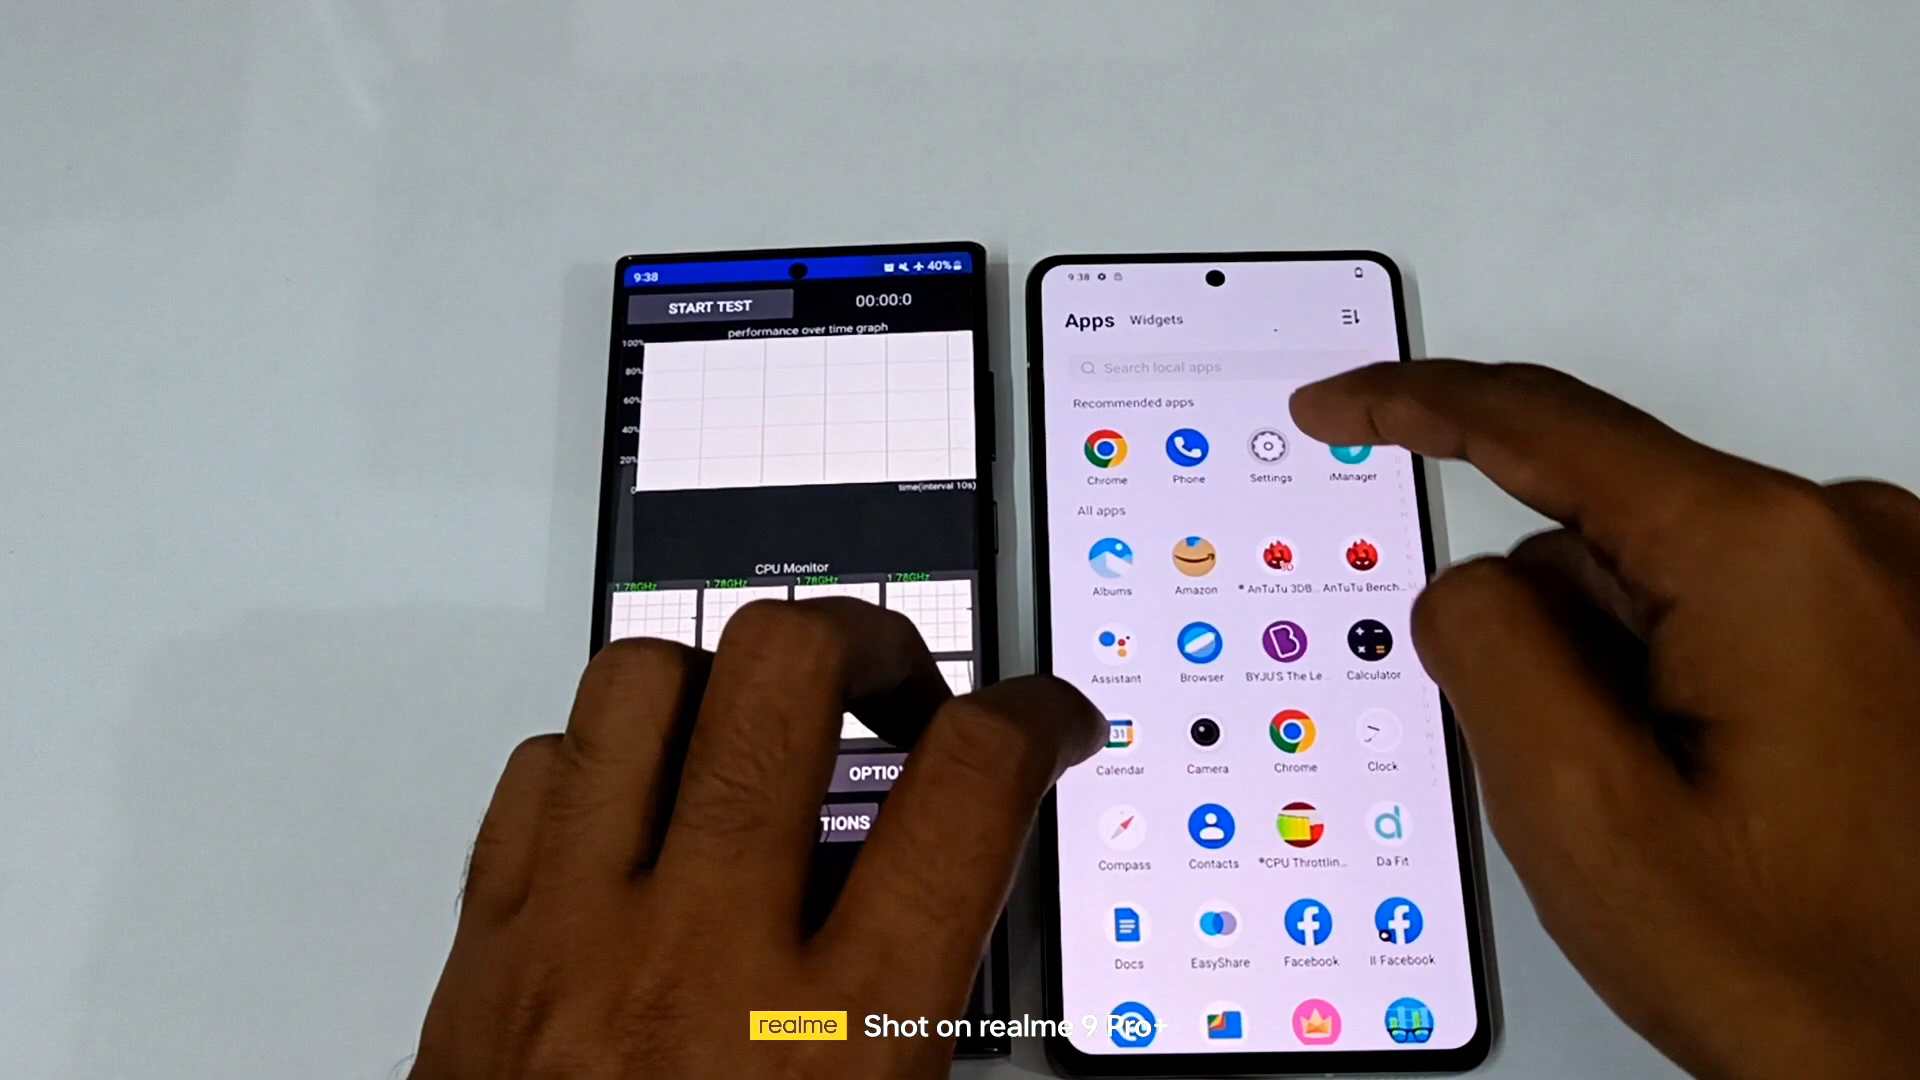 9:38
40%
START TEST
00:00:0
performance over time graph
100%
80%
60%
40%
20%
0
time(interval 10s)
CPU Monitor
1.78GHz
1.78GHz
1.78GHz
1.78GHz
TIONS
9:38
Apps
Widgets
Search local apps
Recommended apps
Chrome
Phone
Settings
iManager
All apps
Albums
Amazon
* AnTuTu 3DB...
AnTuTu Bench...
Assistant
Browser
BYJU'S The Le...
Calculator
31
Calendar
Camera
Chrome
Clock
Compass
Contacts
*CPU Throttlin...
Da Fit
Docs
EasyShare
Facebook
II Facebook
realme
Shot on realme 9 Pro+